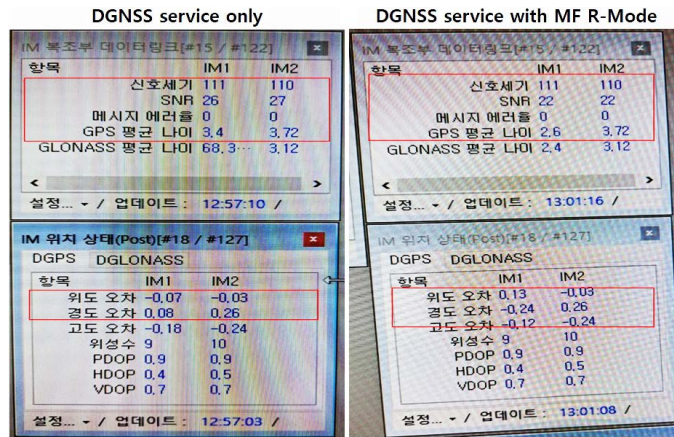 DGNSS service only
DGNSS service with MF R-Mode
IM 복조부 데이터링크[#15 / #122]
항목 IM1 IM2
신호세기 111 110
SNR 26 27
메시지 에러율 0 0
GPS 평균 나이 3,4 3,72
GLONASS 평균 나이 68,3… 3,12
설정... / 업데이트 : 12:57:10 /
IM 위치 상태(Post)[#18 / #127]
DGPS DGLONASS
항목 IM1 IM2
위도 오차 -0,07 -0,03
경도 오차 0,08 0,26
고도 오차 -0,18 -0,24
위성수 9 10
PDOP 0,9 0,9
HDOP 0,4 0,5
VDOP 0,7 0,7
설정... / 업데이트 : 12:57:03 /
IM 복조부 데이터링크[#15 / #122]
항목 IM1 IM2
신호세기 111 110
SNR 22 22
메시지 에러율 0 0
GPS 평균 나이 2,6 3,72
GLONASS 평균 나이 2,4 3,12
설정... / 업데이트 : 13:01:16 /
IM 위치 상태(Post)[#18 / #127]
DGPS DGLONASS
항목 IM1 IM2
위도 오차 0,13 -0,03
경도 오차 -0,24 0,26
고도 오차 -0,12 -0,24
위성수 9 10
PDOP 0,9 0,9
HDOP 0,4 0,5
VDOP 0,7 0,7
설정... / 업데이트 : 13:01:08 /